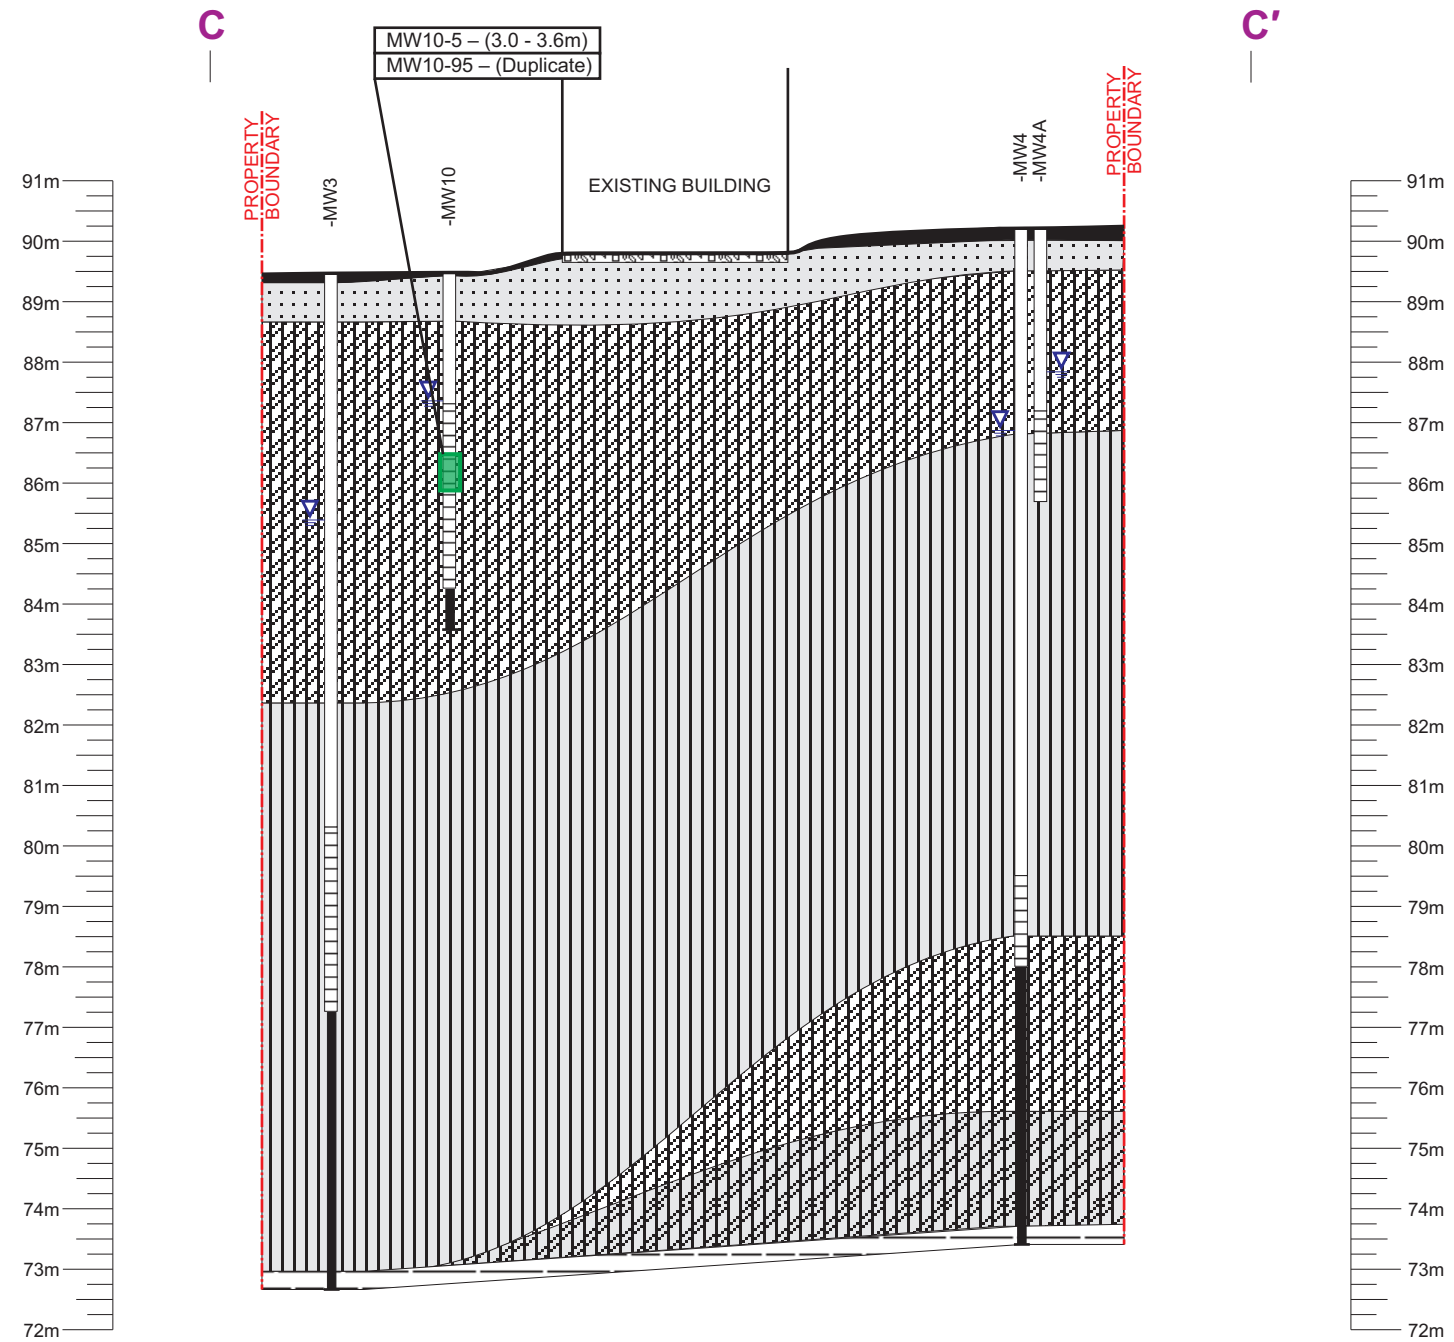 C
C'
MW10-5 – (3.0 - 3.6m)
MW10-95 – (Duplicate)
PROPERTY
BOUNDARY
-MW3
-MW10
EXISTING BUILDING
-MW4
-MW4A
PROPERTY
BOUNDARY
91m
90m
89m
88m
87m
86m
85m
84m
83m
82m
81m
80m
79m
78m
77m
76m
75m
74m
73m
72m
91m
90m
89m
88m
87m
86m
85m
84m
83m
82m
81m
80m
79m
78m
77m
76m
75m
74m
73m
72m